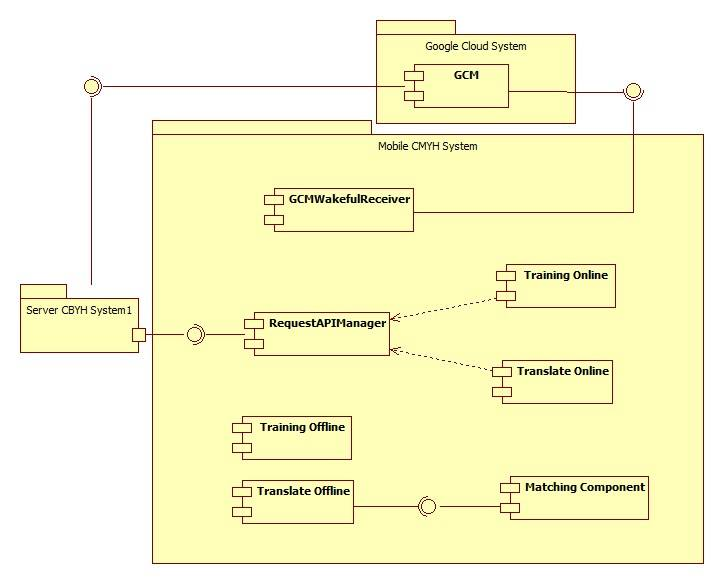 Google Cloud System
GCM
Mobile CMYH System
GCMWakefulReceiver
Training Online
Server CBYH System1
RequestAPIManager
Translate Online
Training Offline
Translate Offline
Matching Component